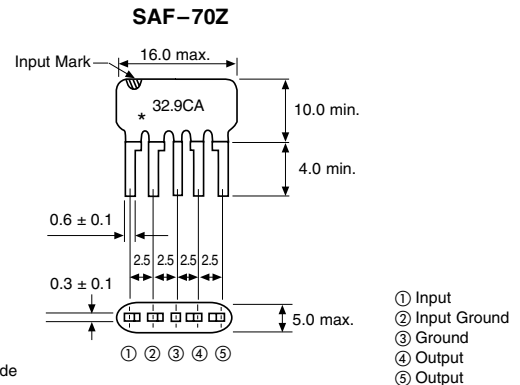 SAF–70Z
16.0 max.
Input Mark
32.9CA
*
10.0 min.
4.0 min.
0.6 ± 0.1
2.5 2.5 2.5 2.5
0.3 ± 0.1
5.0 max.
① ② ③ ④ ⑤
① Input
② Input Ground
③ Ground
④ Output
⑤ Output
de